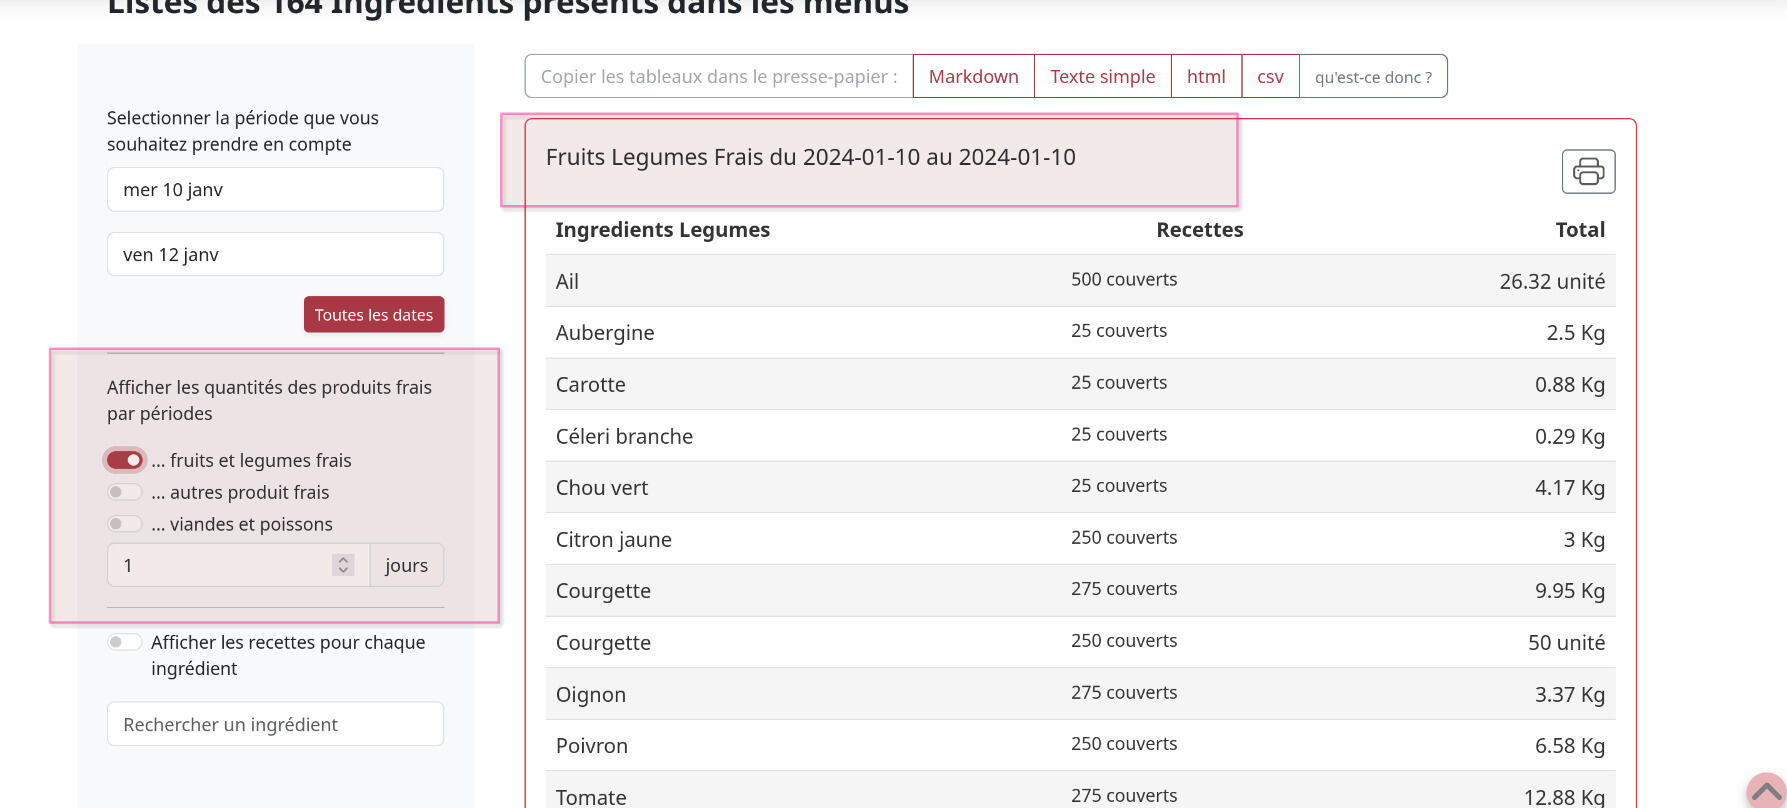 Listes des 164 Ingrédients présents dans les menus
Selectionner la période que vous
souhaitez prendre en compte
mer 10 janv
ven 12 janv
Toutes les dates
Afficher les quantités des produits frais
par périodes
... fruits et legumes frais
... autres produit frais
... viandes et poissons
1 jours
Afficher les recettes pour chaque
ingrédient
Rechercher un ingrédient
Copier les tableaux dans le presse-papier : Markdown Texte simple html csv qu'est-ce donc ?
Fruits Legumes Frais du 2024-01-10 au 2024-01-10
Ingredients Legumes Recettes Total
Ail 500 couverts 26.32 unité
Aubergine 25 couverts 2.5 Kg
Carotte 25 couverts 0.88 Kg
Céleri branche 25 couverts 0.29 Kg
Chou vert 25 couverts 4.17 Kg
Citron jaune 250 couverts 3 Kg
Courgette 275 couverts 9.95 Kg
Courgette 250 couverts 50 unité
Oignon 275 couverts 3.37 Kg
Poivron 250 couverts 6.58 Kg
Tomate 275 couverts 12.88 Kg